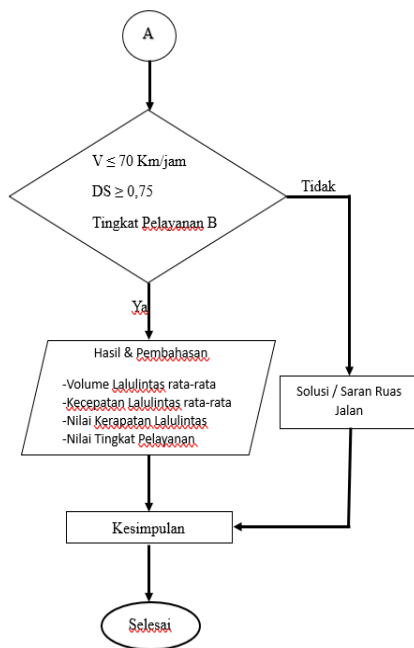 A
V ≤ 70 Km/jam
DS ≥ 0,75
Tingkat Pelayanan B
Tidak
Ya
Hasil & Pembahasan
-Volume Lalulintas rata-rata
-Kecepatan Lalulintas rata-rata
-Nilai Kerapatan Lalulintas
-Nilai Tingkat Pelayanan
Solusi / Saran Ruas
Jalan
Kesimpulan
Selesai